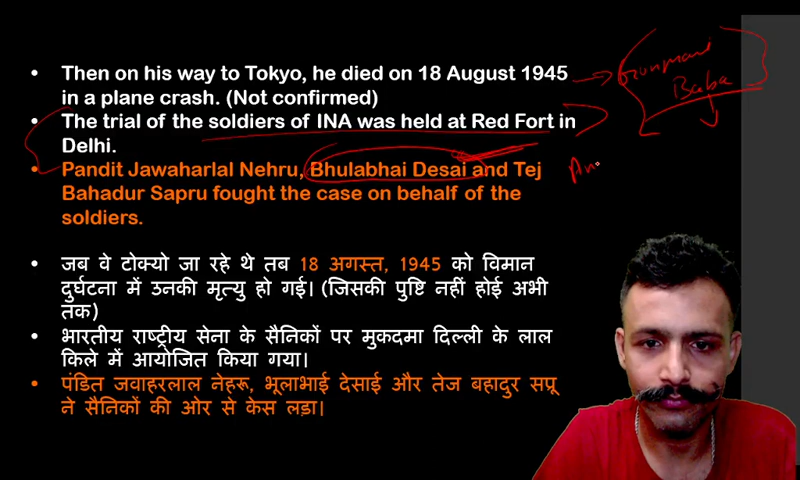 Then on his way to Tokyo, he died on 18 August 1945
in a plane crash. (Not confirmed)
The trial of the soldiers of INA was held at Red Fort in
Delhi.
Pandit Jawaharlal Nehru, Bhulabhai Desai and Tej
Bahadur Sapru fought the case on behalf of the
soldiers.
Baba
जब वे टोक्यो जा रहे थे तब 18 अगस्त, 1945 को विमान
दुर्घटना में उनकी मृत्यु हो गई। (जिसकी पुष्टि नहीं होई अभी
तक)
भारतीय राष्ट्रीय सेना के सैनिकों पर मुकदमा दिल्ली के लाल
किले में आयोजित किया गया।
पंडित जवाहरलाल नेहरू, भूलाभाई देसाई और तेज बहादुर सप्रू
ने सैनिकों की ओर से केस लड़ा।